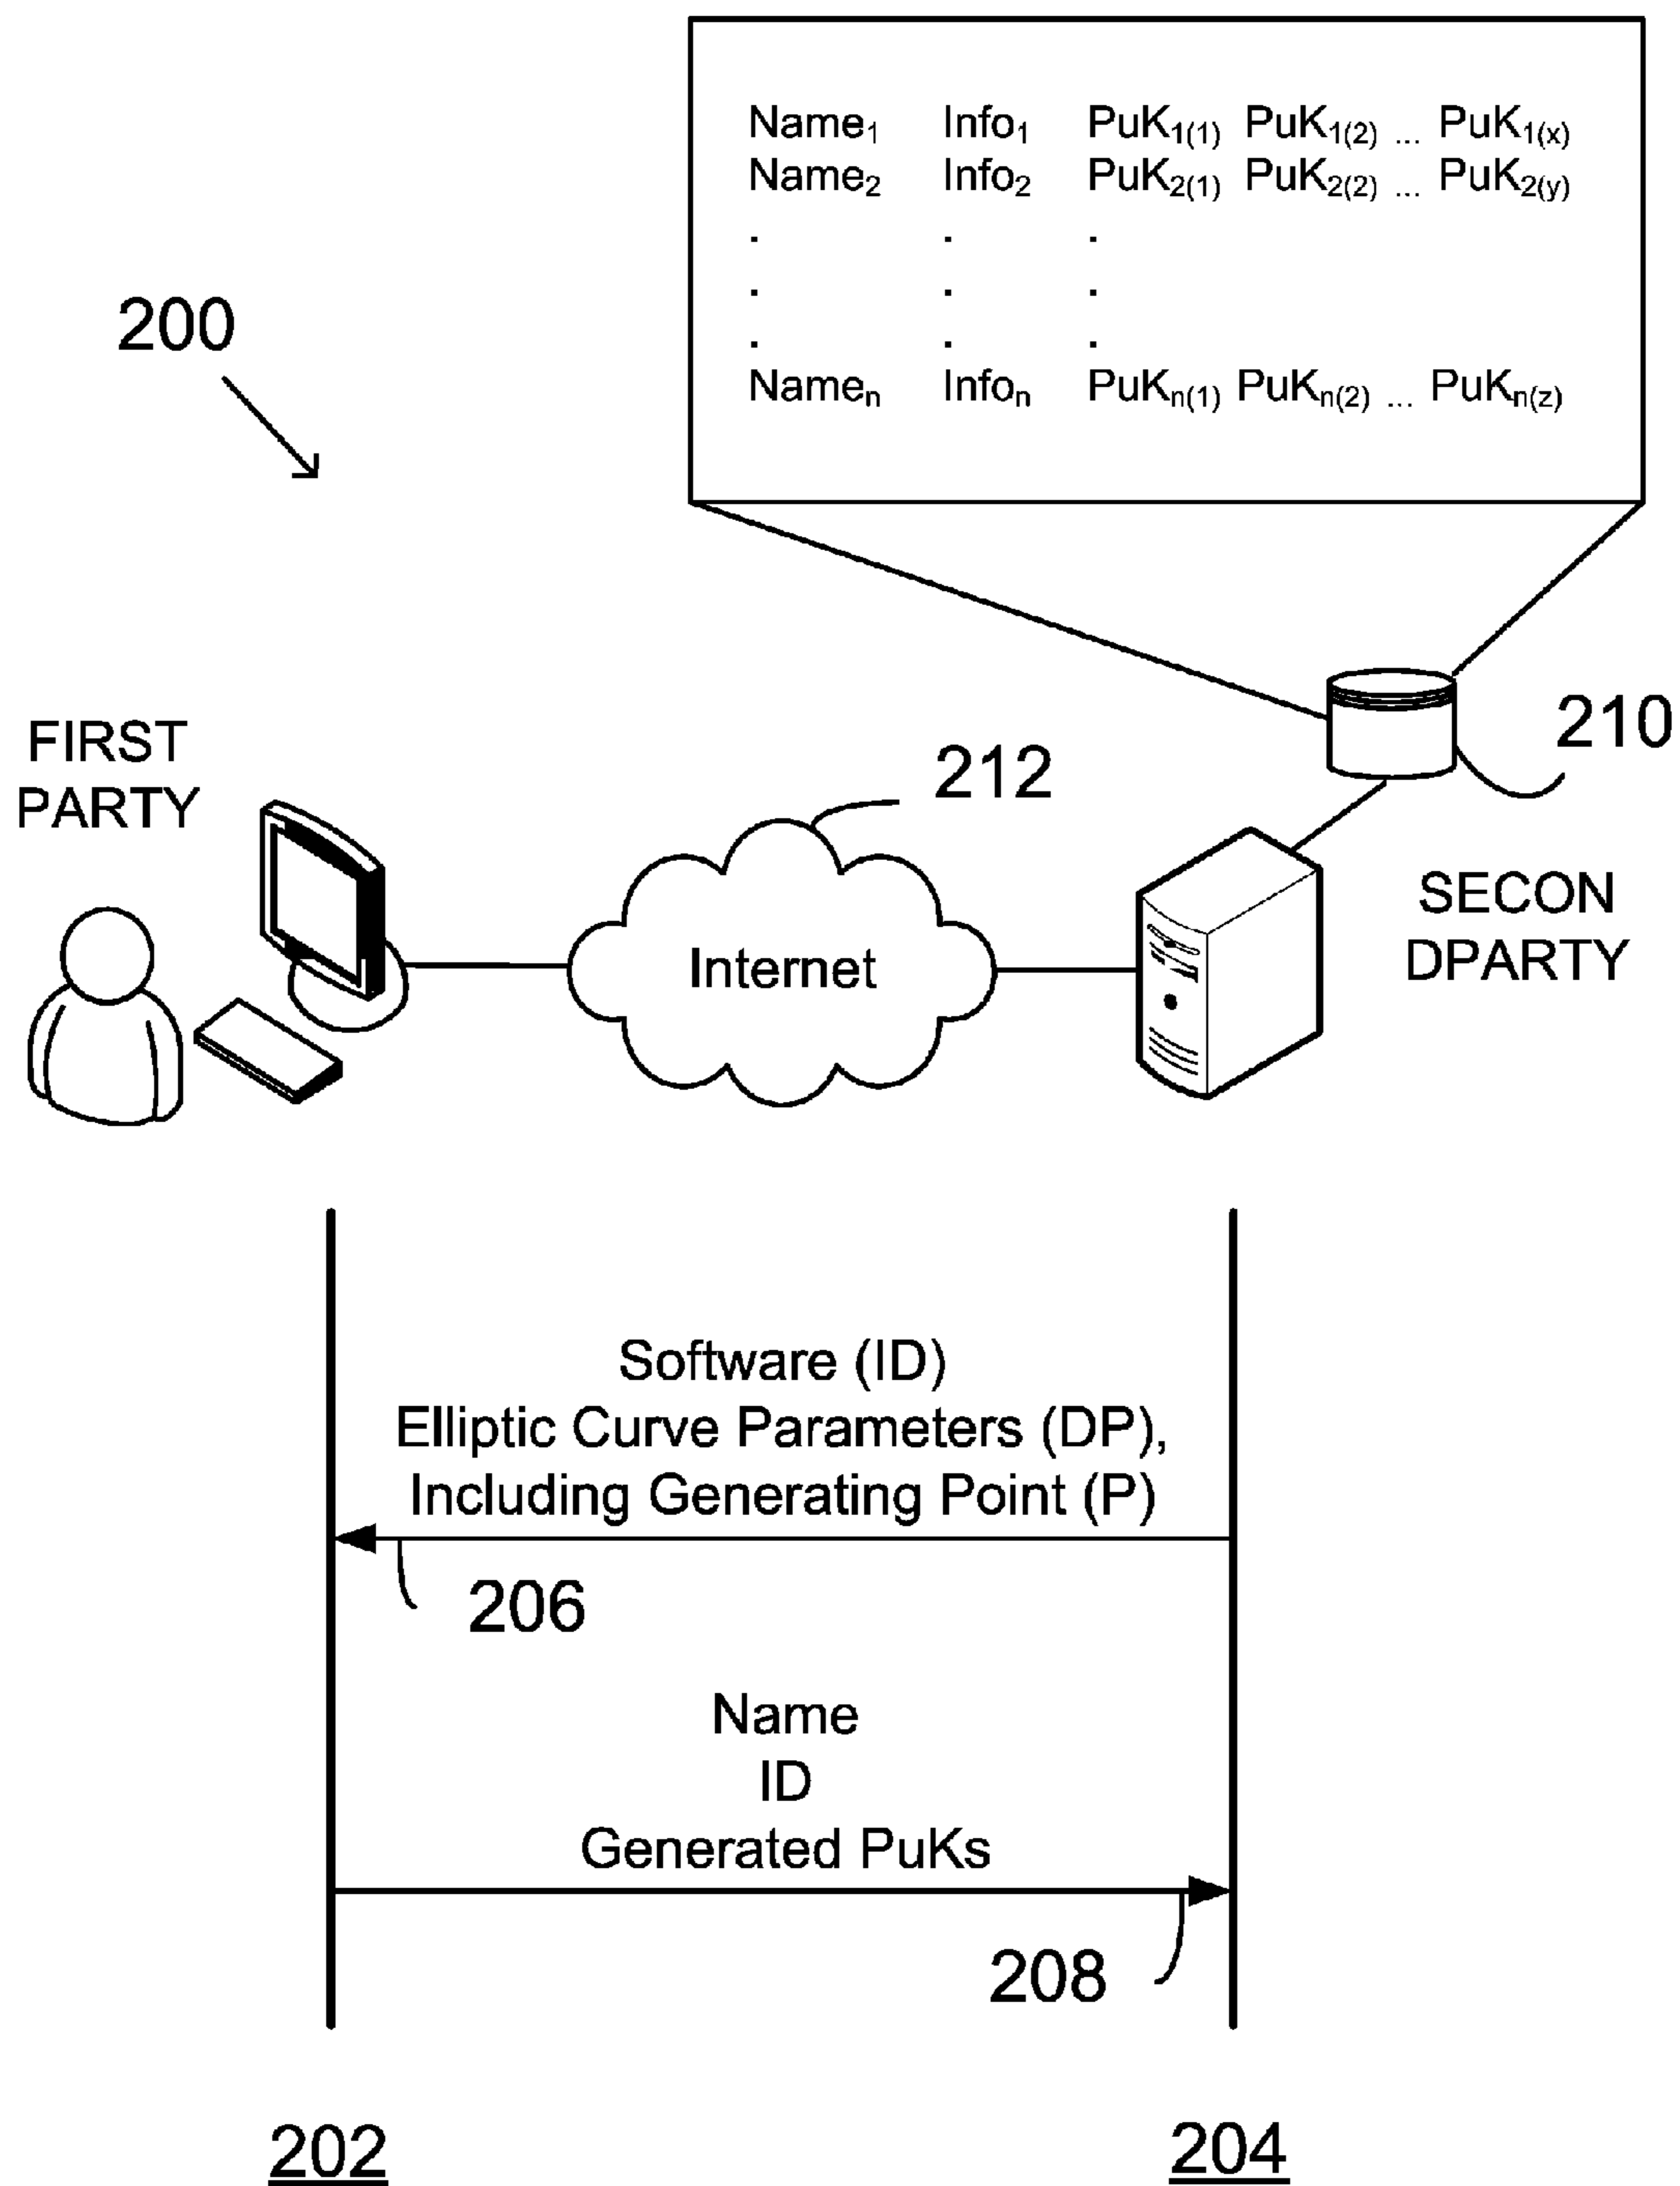 Name₁ Info₁ PuK₁₍₁₎ PuK₁₍₂₎ ... PuK₁₍ₓ₎
Name₂ Info₂ PuK₂₍₁₎ PuK₂₍₂₎ ... PuK₂₍y₎
. . .
. . .
. . .
Nameₙ Infoₙ PuKₙ₍₁₎ PuKₙ₍₂₎ ... PuKₙ₍z₎
200
210
FIRST
PARTY
212
SECON
DPARTY
Internet
Software (ID)
Elliptic Curve Parameters (DP),
Including Generating Point (P)
206
Name
ID
Generated PuKs
208
202
204